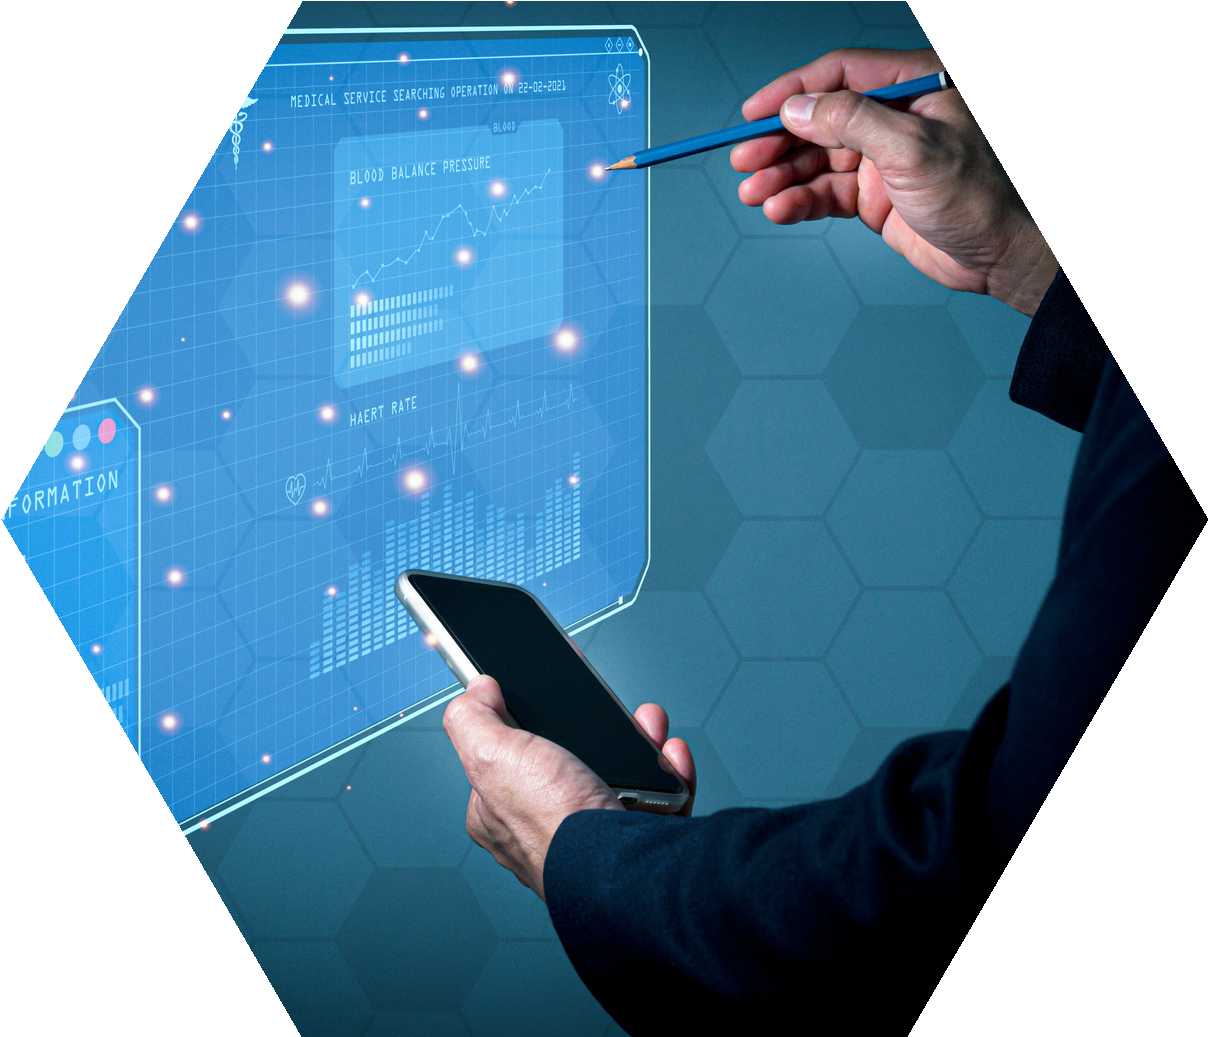 MEDICAL SERVICE SEARCHING OPERATION ON 22-02-2021
BLOOD
BLOOD BALANCE PRESSURE
HAERT RATE
FORMATION